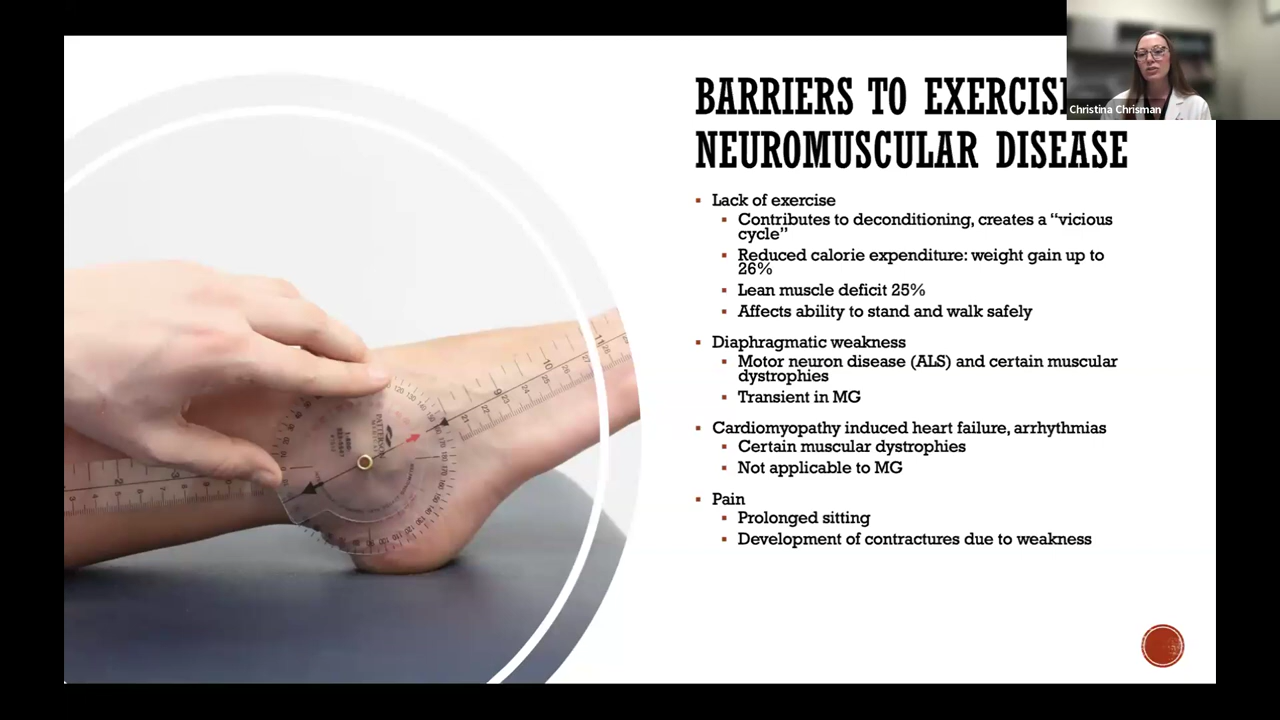 BARRIERS TO EXERCISE
NEUROMUSCULAR DISEASE
Christina Chrisman
Lack of exercise
Contributes to deconditioning, creates a “vicious
cycle”
Reduced calorie expenditure: weight gain up to
26%
Lean muscle deficit 25%
Affects ability to stand and walk safely
Diaphragmatic weakness
Motor neuron disease (ALS) and certain muscular
dystrophies
Transient in MG
Cardiomyopathy induced heart failure, arrhythmias
Certain muscular dystrophies
Not applicable to MG
Pain
Prolonged sitting
Development of contractures due to weakness